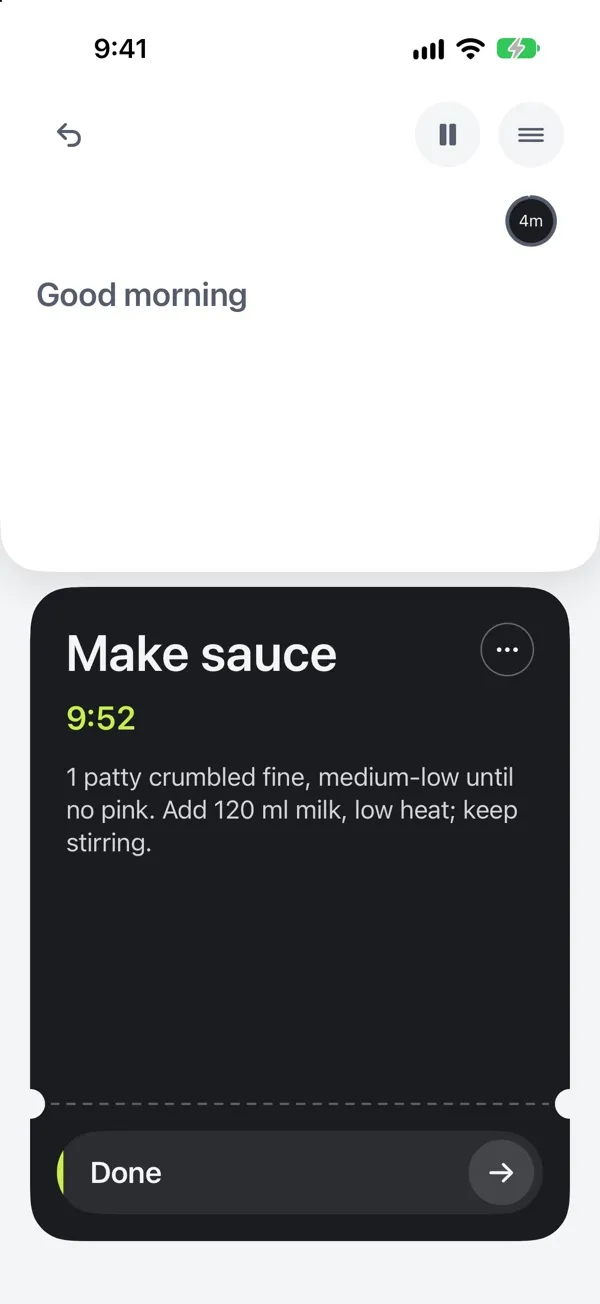 9:41
4m
Good morning
Make sauce
9:52
1 patty crumbled fine, medium-low until
no pink. Add 120 ml milk, low heat; keep
stirring.
Done